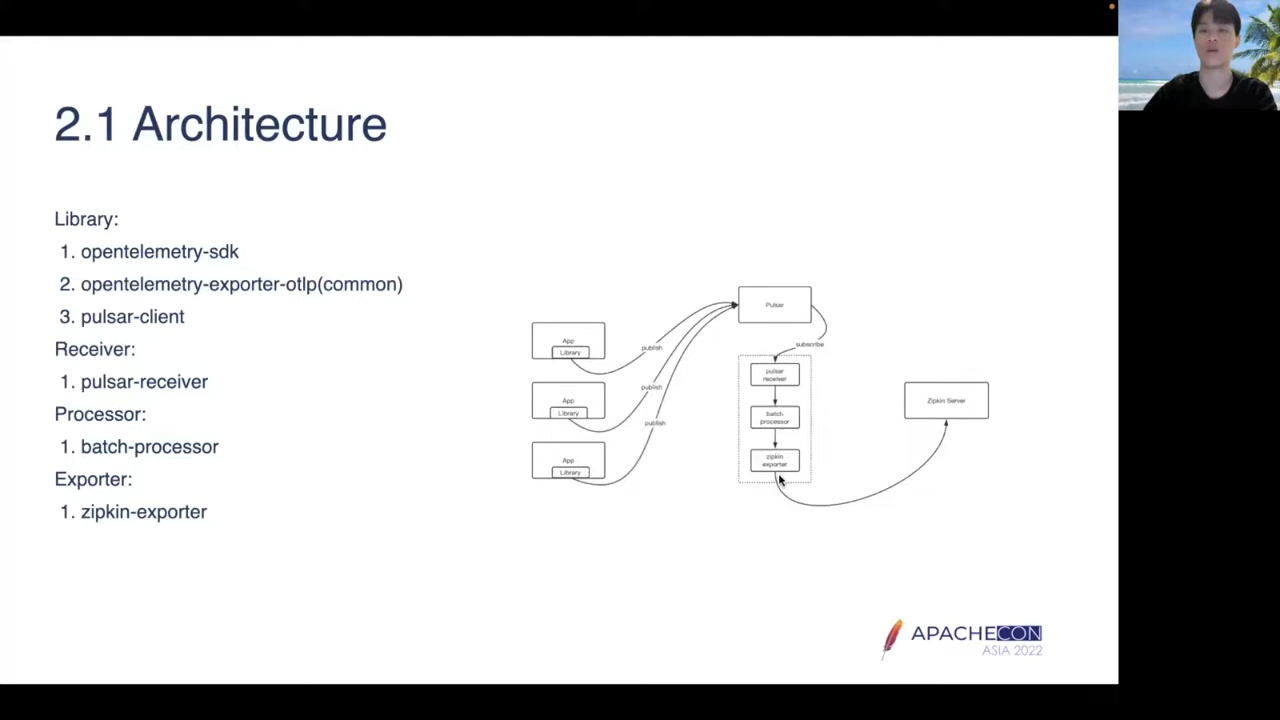 2.1 Architecture
Library:
1. opentelemetry-sdk
2. opentelemetry-exporter-otlp(common)
3. pulsar-client
Receiver:
1. pulsar-receiver
Processor:
1. batch-processor
Exporter:
1. zipkin-exporter
App
Library
App
Library
App
Library
publish
publish
publish
Pulsar
subscribe
pulsar
receiver
batch
processor
zipkin
exporter
Zipkin Server
APACHECON
ASIA 2022